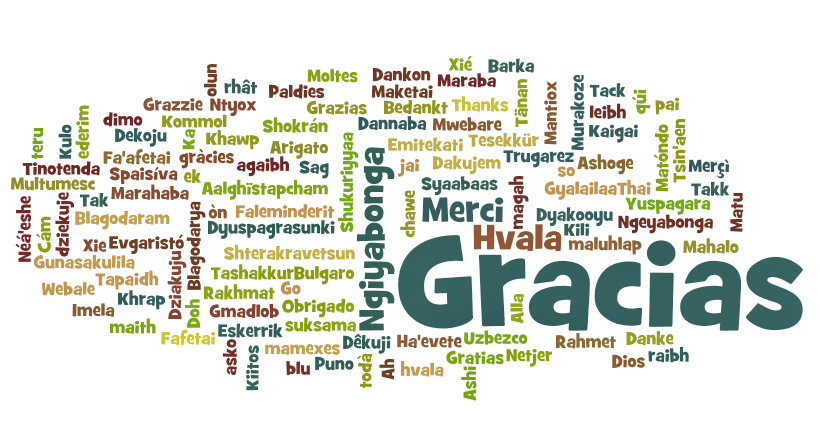 Xié
Barka
olun
Moltes
Dankon
Maraba
rhât
Paldies
Maketai
Tänan
Mantiox
Murakoze
Tack
qúi
Grazzie
Ntyox
Grazias
Bedankt
Thanks
Ieibh
pai
teru
Kulo
ederim
dimo
Kommol
Ka
Shokrán
Dannaba
Mwebare
Kaigai
Matóndo
Tsin'aen
Dekoju
Khawp
Arigato
Shukuriyyaa
Emitekati
Tesekkür
Fa'afetai
gràcies
agaibh
Sag
Ngiyabonga
jai
Dakujem
Trugarez
so
Ashoge
Merçì
Tinotenda
Spaisíva
ek
Multumesc
Marahaba
Aalghïstapcham
Syaabaas
magah
GyalailaaThai
Takk
Matu
Néá'eshe
Cám
dziekuje
Tak
Blagodarya
òn
Faleminderit
chawe
Merci
Dyakooyu
Yuspagara
Blagodaram
Dyuspagrasunki
Kili
Ngeyabonga
Xie
Evgaristó
Hvala
maluhlap
Mahalo
Gunasakulila
Dziakuju
Shterakravetsun
Gracias
Tapaidh
TashakkurBulgaro
Webale
Khrap
Doh
Rakhmat
Go
Alla
Imela
Gmadlob
Obrigado
maith
Eskerrik
suksama
Fafetai
asko
Kiitos
mamexes
Dêkuji
Ha'evete
Uzbezco
Rahmet
Danke
blu
Puno
todá
Ah
hvala
Gratias
Netjer
Ashi
Dios
raibh